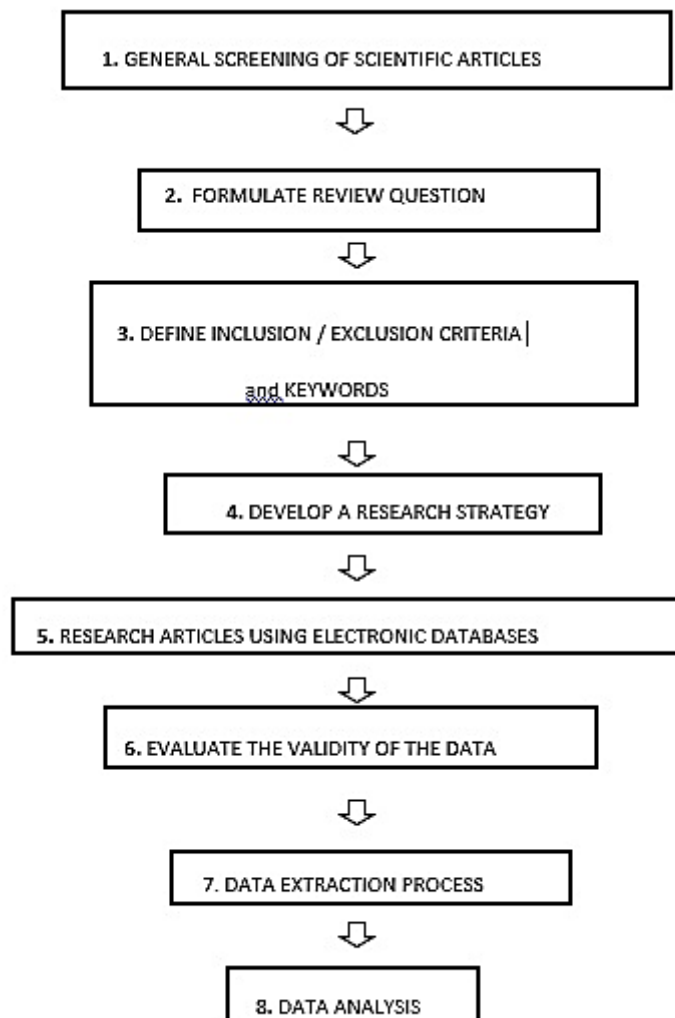 1. GENERAL SCREENING OF SCIENTIFIC ARTICLES
2. FORMULATE REVIEW QUESTION
3. DEFINE INCLUSION / EXCLUSION CRITERIA
and KEYWORDS
4. DEVELOP A RESEARCH STRATEGY
5. RESEARCH ARTICLES USING ELECTRONIC DATABASES
6. EVALUATE THE VALIDITY OF THE DATA
7. DATA EXTRACTION PROCESS
8. DATA ANALYSIS